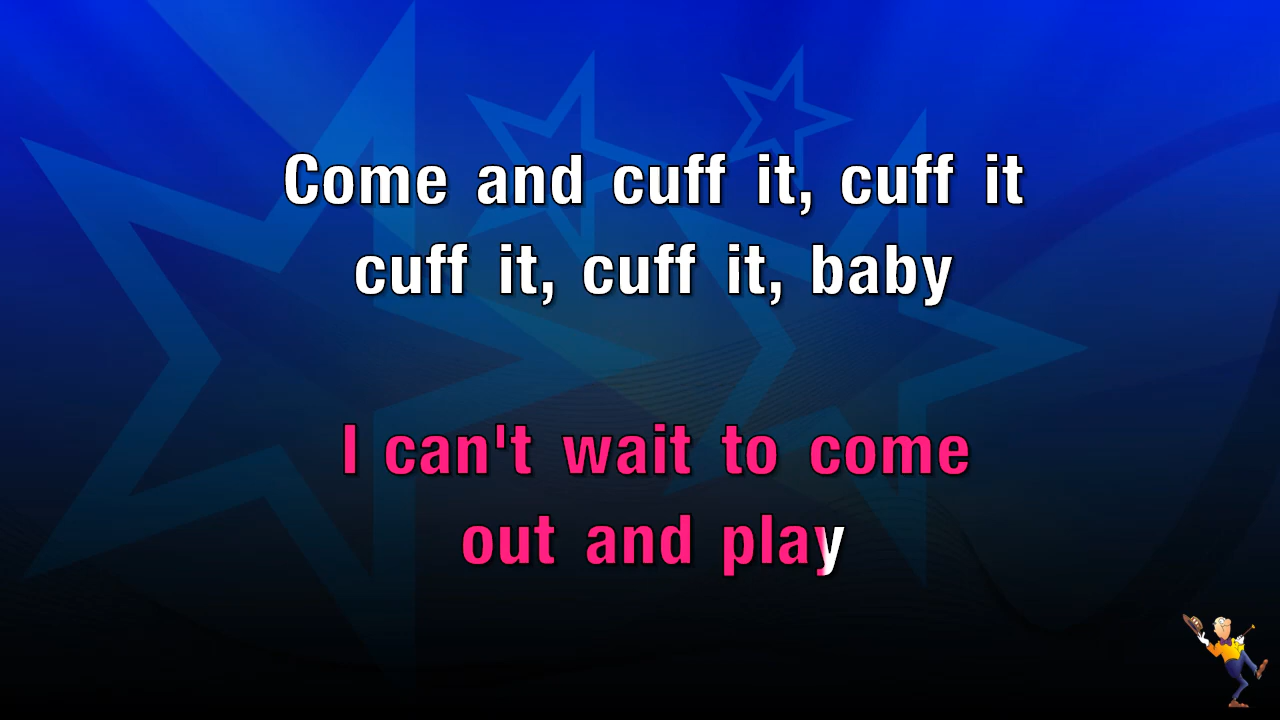 Come and cuff it, cuff it
cuff it, cuff it, baby
I can't wait to come
out and play